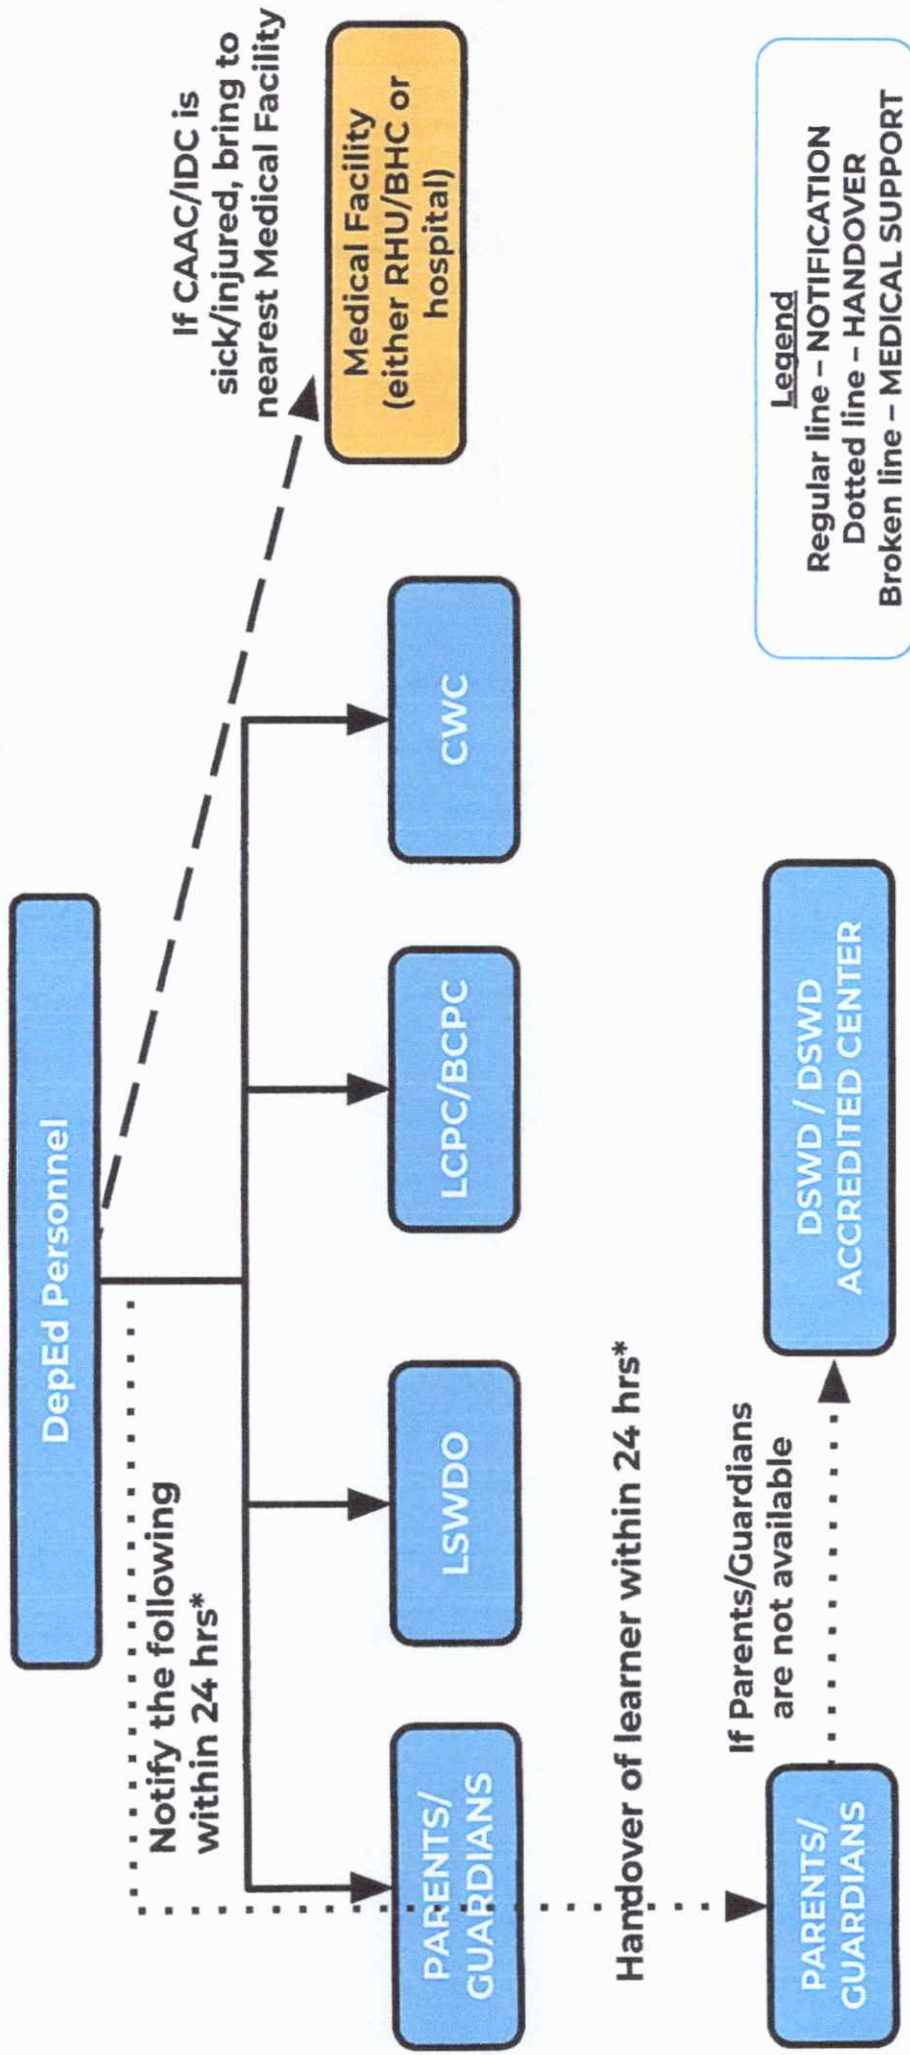 DepEd Personnel
Notify the following
within 24 hrs*
If CAAC/IDC is
sick/injured, bring to
nearest Medical Facility
Medical Facility
(either RHU/BHC or
hospital)
PARENTS/
GUARDIANS
LSWDO
LCPC/BCPC
CWC
Handover of learner within 24 hrs*
If Parents/Guardians
are not available
PARENTS/
GUARDIANS
DSWD / DSWD
ACCREDITED CENTER
Legend
Regular line – NOTIFICATION
Dotted line – HANDOVER
Broken line – MEDICAL SUPPORT